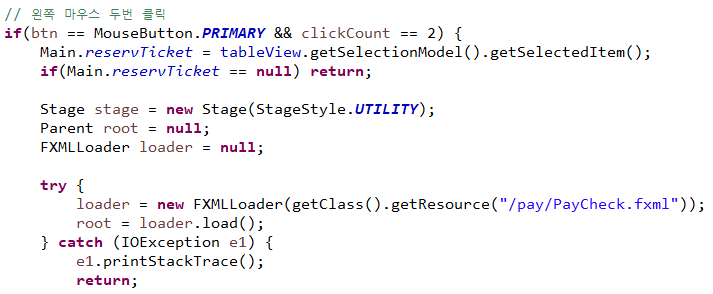 // 왼쪽 마우스 두번 클릭
if(btn == MouseButton.PRIMARY && clickCount == 2) {
    Main.reservTicket = tableView.getSelectionModel().getSelectedItem();
    if(Main.reservTicket == null) return;

    Stage stage = new Stage(StageStyle.UTILITY);
    Parent root = null;
    FXMLLoader loader = null;

    try {
        loader = new FXMLLoader(getClass().getResource("/pay/PayCheck.fxml"));
        root = loader.load();
    } catch (IOException e1) {
        e1.printStackTrace();
        return;